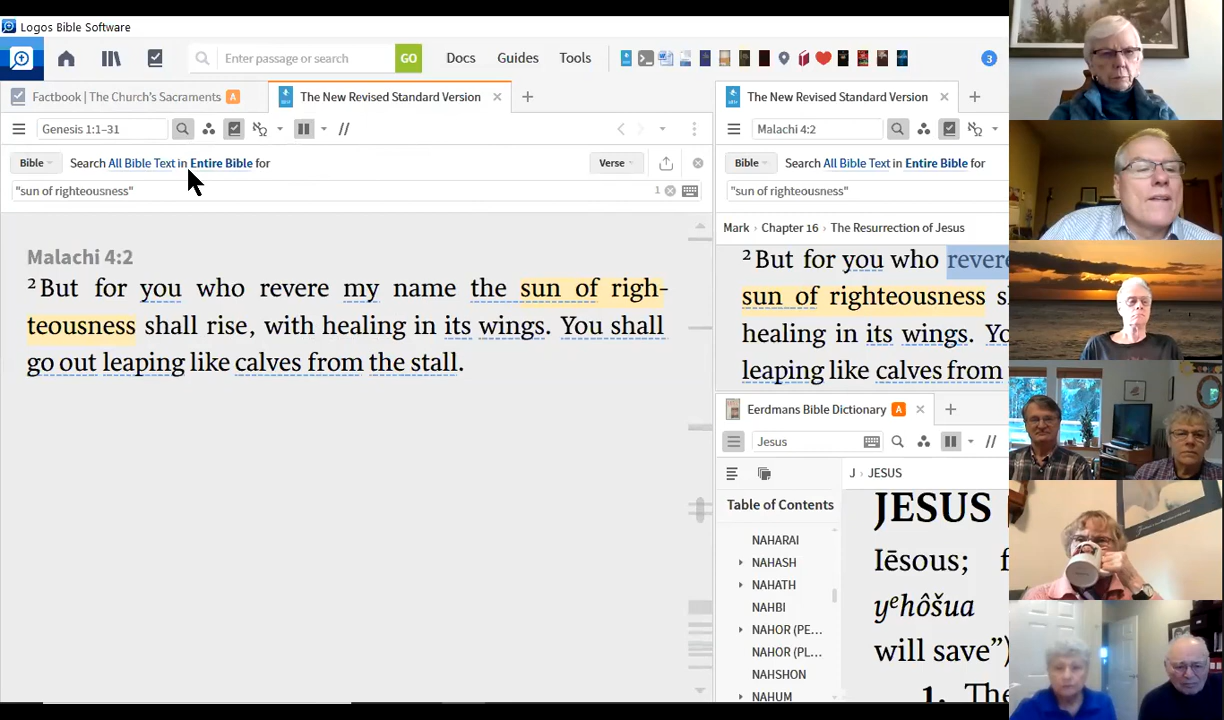 Logos Bible Software
Enter passage or search
GO
Docs
Guides
Tools
3
Factbook | The Church's Sacraments A
The New Revised Standard Version
Genesis 1:1–31
Bible
Search All Bible Text in Entire Bible for
Verse
"sun of righteousness"
1
Malachi 4:2
2 But for you who revere my name the sun of righ-
teousness shall rise, with healing in its wings. You shall
go out leaping like calves from the stall.
The New Revised Standard Version
Malachi 4:2
Bible
Search All Bible Text in Entire Bible for
"sun of righteousness"
Mark › Chapter 16 › The Resurrection of Jesus
2 But for you who revere
sun of righteousness s
healing in its wings. Yo
leaping like calves from
Eerdmans Bible Dictionary A
Jesus
J › JESUS
Table of Contents
NAHARAI
NAHASH
NAHATH
NAHBI
NAHOR (PE...
NAHOR (PL...
NAHSHON
NAHUM
JESUS
Iēsous; f
yehôšua
will save”)
1. The